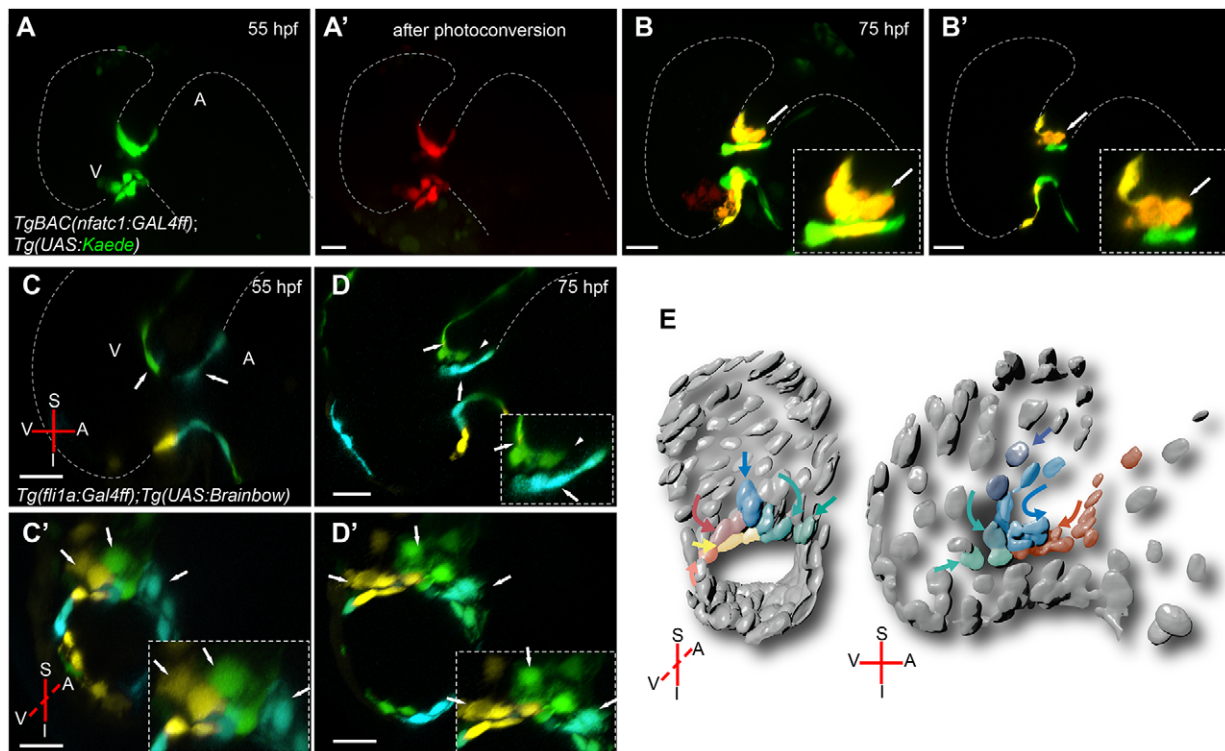 A 55 hpf
A
V
TgBAC(nfatc1:GAL4ff);
Tg(UAS:Kaede)
A' after photoconversion
B 75 hpf
B'
C 55 hpf
V A
S
V A
I
Tg(fli1a:Gal4ff);Tg(UAS:Brainbow)
D 75 hpf
C'
S
A
V
I
D'
E
S
A
V
I
S
V A
I